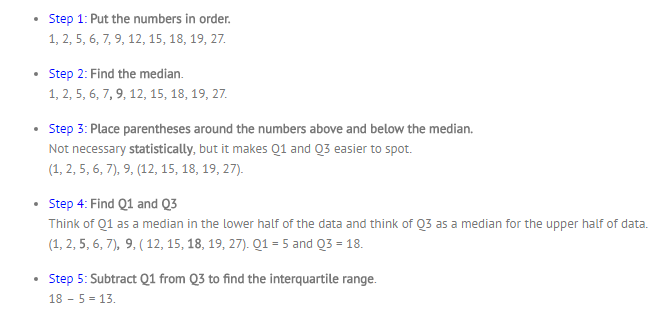 • Step 1: Put the numbers in order.
1, 2, 5, 6, 7, 9, 12, 15, 18, 19, 27.
• Step 2: Find the median.
1, 2, 5, 6, 7, 9, 12, 15, 18, 19, 27.
• Step 3: Place parentheses around the numbers above and below the median.
Not necessary statistically, but it makes Q1 and Q3 easier to spot.
(1, 2, 5, 6, 7), 9, (12, 15, 18, 19, 27).
• Step 4: Find Q1 and Q3
Think of Q1 as a median in the lower half of the data and think of Q3 as a median for the upper half of data.
(1, 2, 5, 6, 7), 9, ( 12, 15, 18, 19, 27). Q1 = 5 and Q3 = 18.
• Step 5: Subtract Q1 from Q3 to find the interquartile range.
18 – 5 = 13.